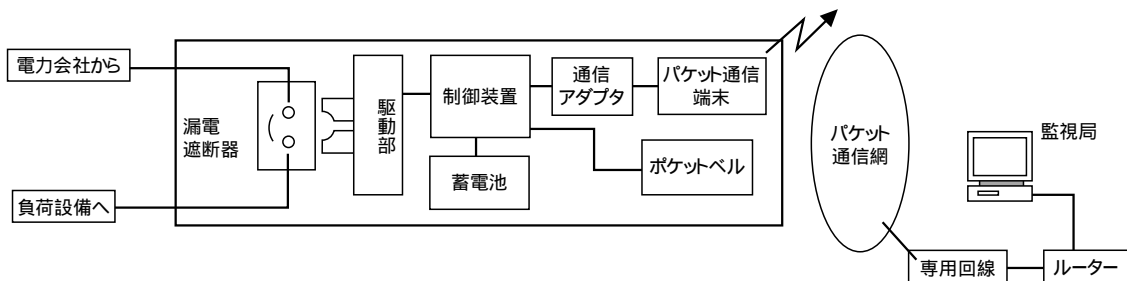 電力会社から
負荷設備へ
漏電
遮断器
駆動部
制御装置
蓄電池
通信
アダプタ
パケット通信
端末
ポケットベル
パケット
通信網
監視局
専用回線
ルーター